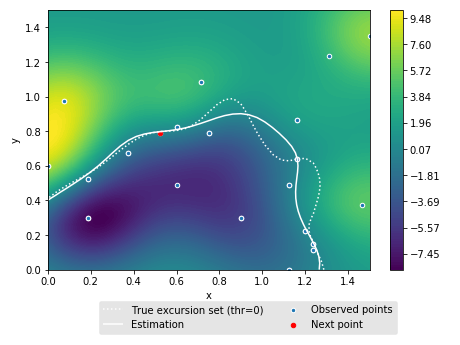 1.4
1.2
1.0
0.8
0.6
0.4
0.2
0.0
y
0.0 0.2 0.4 0.6 0.8 1.0 1.2 1.4
x
9.48
7.60
5.72
3.84
1.96
0.07
−1.81
−3.69
−5.57
−7.45
True excursion set (thr=0)
Estimation
Observed points
Next point